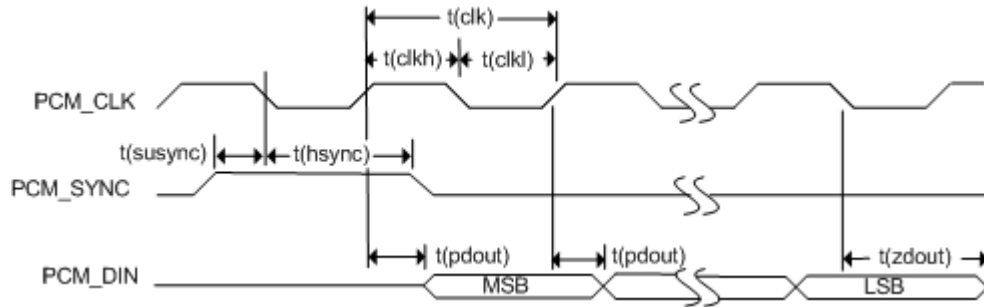 t(clk)
t(clkh)
t(clkl)
PCM_CLK
t(susync)
t(hsync)
PCM_SYNC
t(pdout)
t(pdout)
t(zdout)
PCM_DIN
MSB
LSB